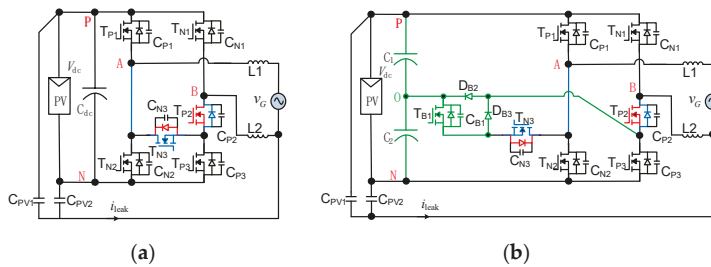 P
T_P1
C_P1
T_N1
C_N1
V_dc
PV
C_dc
A
B
L1
v_G
T_P2
C_P2
L2
C_N3
T_N3
T_N2
C_N2
T_P3
C_P3
N
C_PV1
C_PV2
i_leak
(a)
P
T_P1
C_P1
T_N1
C_N1
C_1
V_dc
PV
A
B
L1
v_G
O
D_B2
T_B1
C_B1
D_B3
T_N3
C_N3
T_P2
C_P2
L2
C_2
T_N2
C_N2
T_P3
C_P3
N
C_PV1
C_PV2
i_leak
(b)